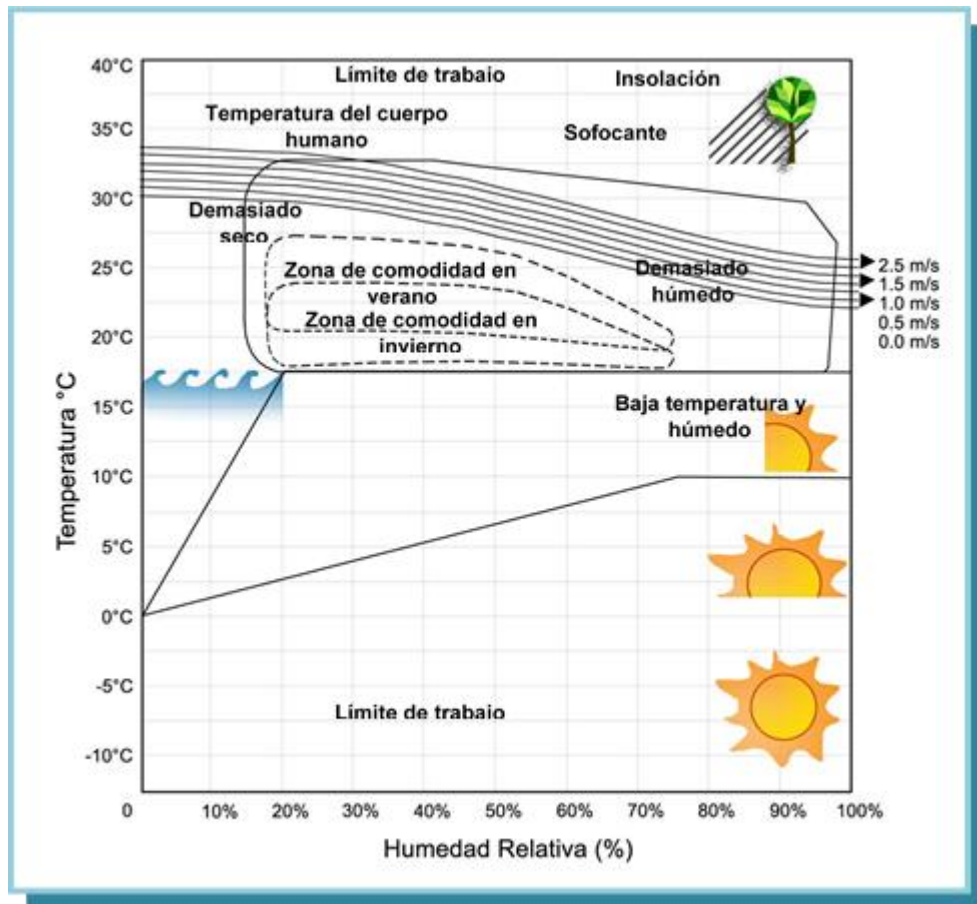 40°C
Límite de trabaio
Insolación
35°C
Temperatura del cuerpo
humano
Sofocante
30°C
Demasiado
seco
25°C
Zona de comodidad en
verano
Demasiado
húmedo
2.5 m/s
1.5 m/s
1.0 m/s
0.5 m/s
0.0 m/s
Zona de comodidad en
invierno
20°C
15°C
Baja temperatura y
húmedo
10°C
5°C
0°C
-5°C
Límite de trabaio
-10°C
Temperatura °C
0 10% 20% 30% 40% 50% 60% 70% 80% 90% 100%
Humedad Relativa (%)